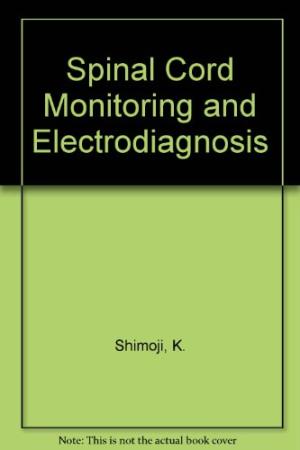 Spinal Cord
Monitoring and
Electrodiagnosis
Shimoji, K.
Note: This is not the actual book cover